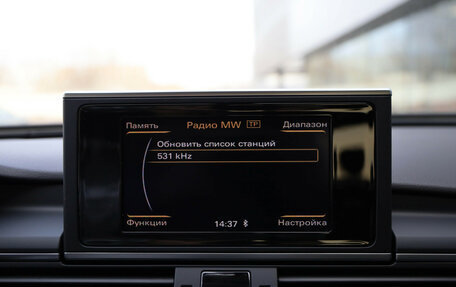 Память Радио MW TP Диапазон
Обновить список станций
531 kHz
Функции 14:37 Настройка